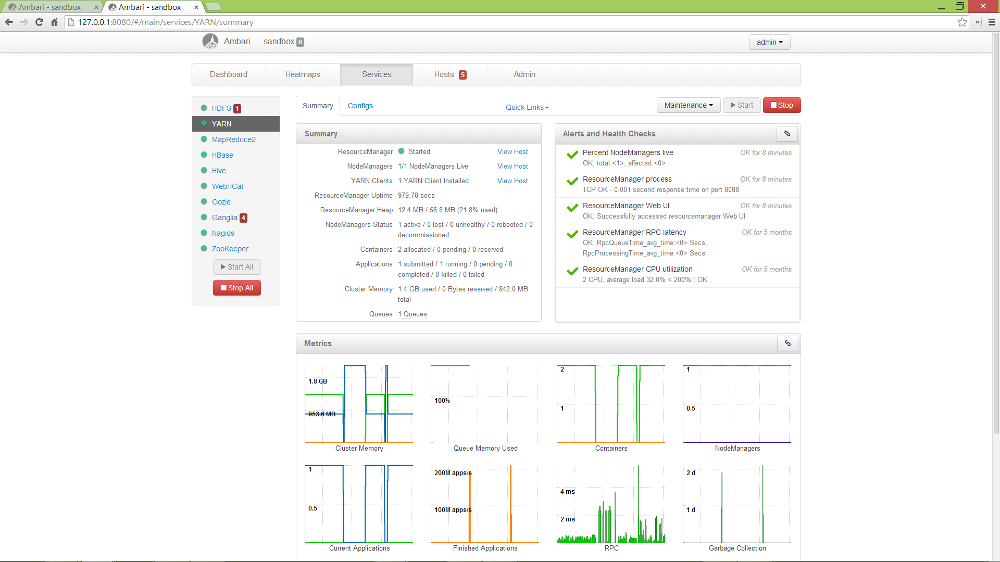 Ambari - sandbox
Ambari - sandbox
127.0.0.1:8080/#/main/services/YARN/summary
Ambari sandbox 0
admin
Dashboard Heatmaps Services Hosts 5 Admin
HDFS 1
YARN
MapReduce2
HBase
Hive
WebHCat
Oozie
Ganglia 4
Nagios
ZooKeeper
Start All
Stop All
Summary Configs Quick Links Maintenance Start Stop
Summary
ResourceManager Started View Host
NodeManagers 1/1 NodeManagers Live View Host
YARN Clients 1 YARN Client Installed View Host
ResourceManager Uptime 979.78 secs
ResourceManager Heap 12.4 MB / 56.8 MB (21.8% used)
NodeManagers Status 1 active / 0 lost / 0 unhealthy / 0 rebooted / 0
decommissioned
Containers 2 allocated / 0 pending / 0 reserved
Applications 1 submitted / 1 running / 0 pending / 0
completed / 0 killed / 0 failed
Cluster Memory 1.4 GB used / 0 Bytes reserved / 842.0 MB
total
Queues 1 Queues
Alerts and Health Checks
Percent NodeManagers live OK for 8 minutes
OK: total:<1>, affected:<0>
ResourceManager process OK for 8 minutes
TCP OK - 0.001 second response time on port 8088
ResourceManager Web UI OK for 8 minutes
OK: Successfully accessed resourcemanager Web UI
ResourceManager RPC latency OK for 5 months
OK: RpcQueueTime_avg_time:<0> Secs,
RpcProcessingTime_avg_time:<0> Secs
ResourceManager CPU utilization OK for 5 months
2 CPU, average load 32.0% < 200% : OK
Metrics
1.8 GB
953.6 MB
Cluster Memory
100%
Queue Memory Used
2
1
Containers
1
0.5
NodeManagers
1
0.5
Current Applications
200M apps/s
100M apps/s
Finished Applications
4 ms
2 ms
RPC
2 d
1 d
Garbage Collection